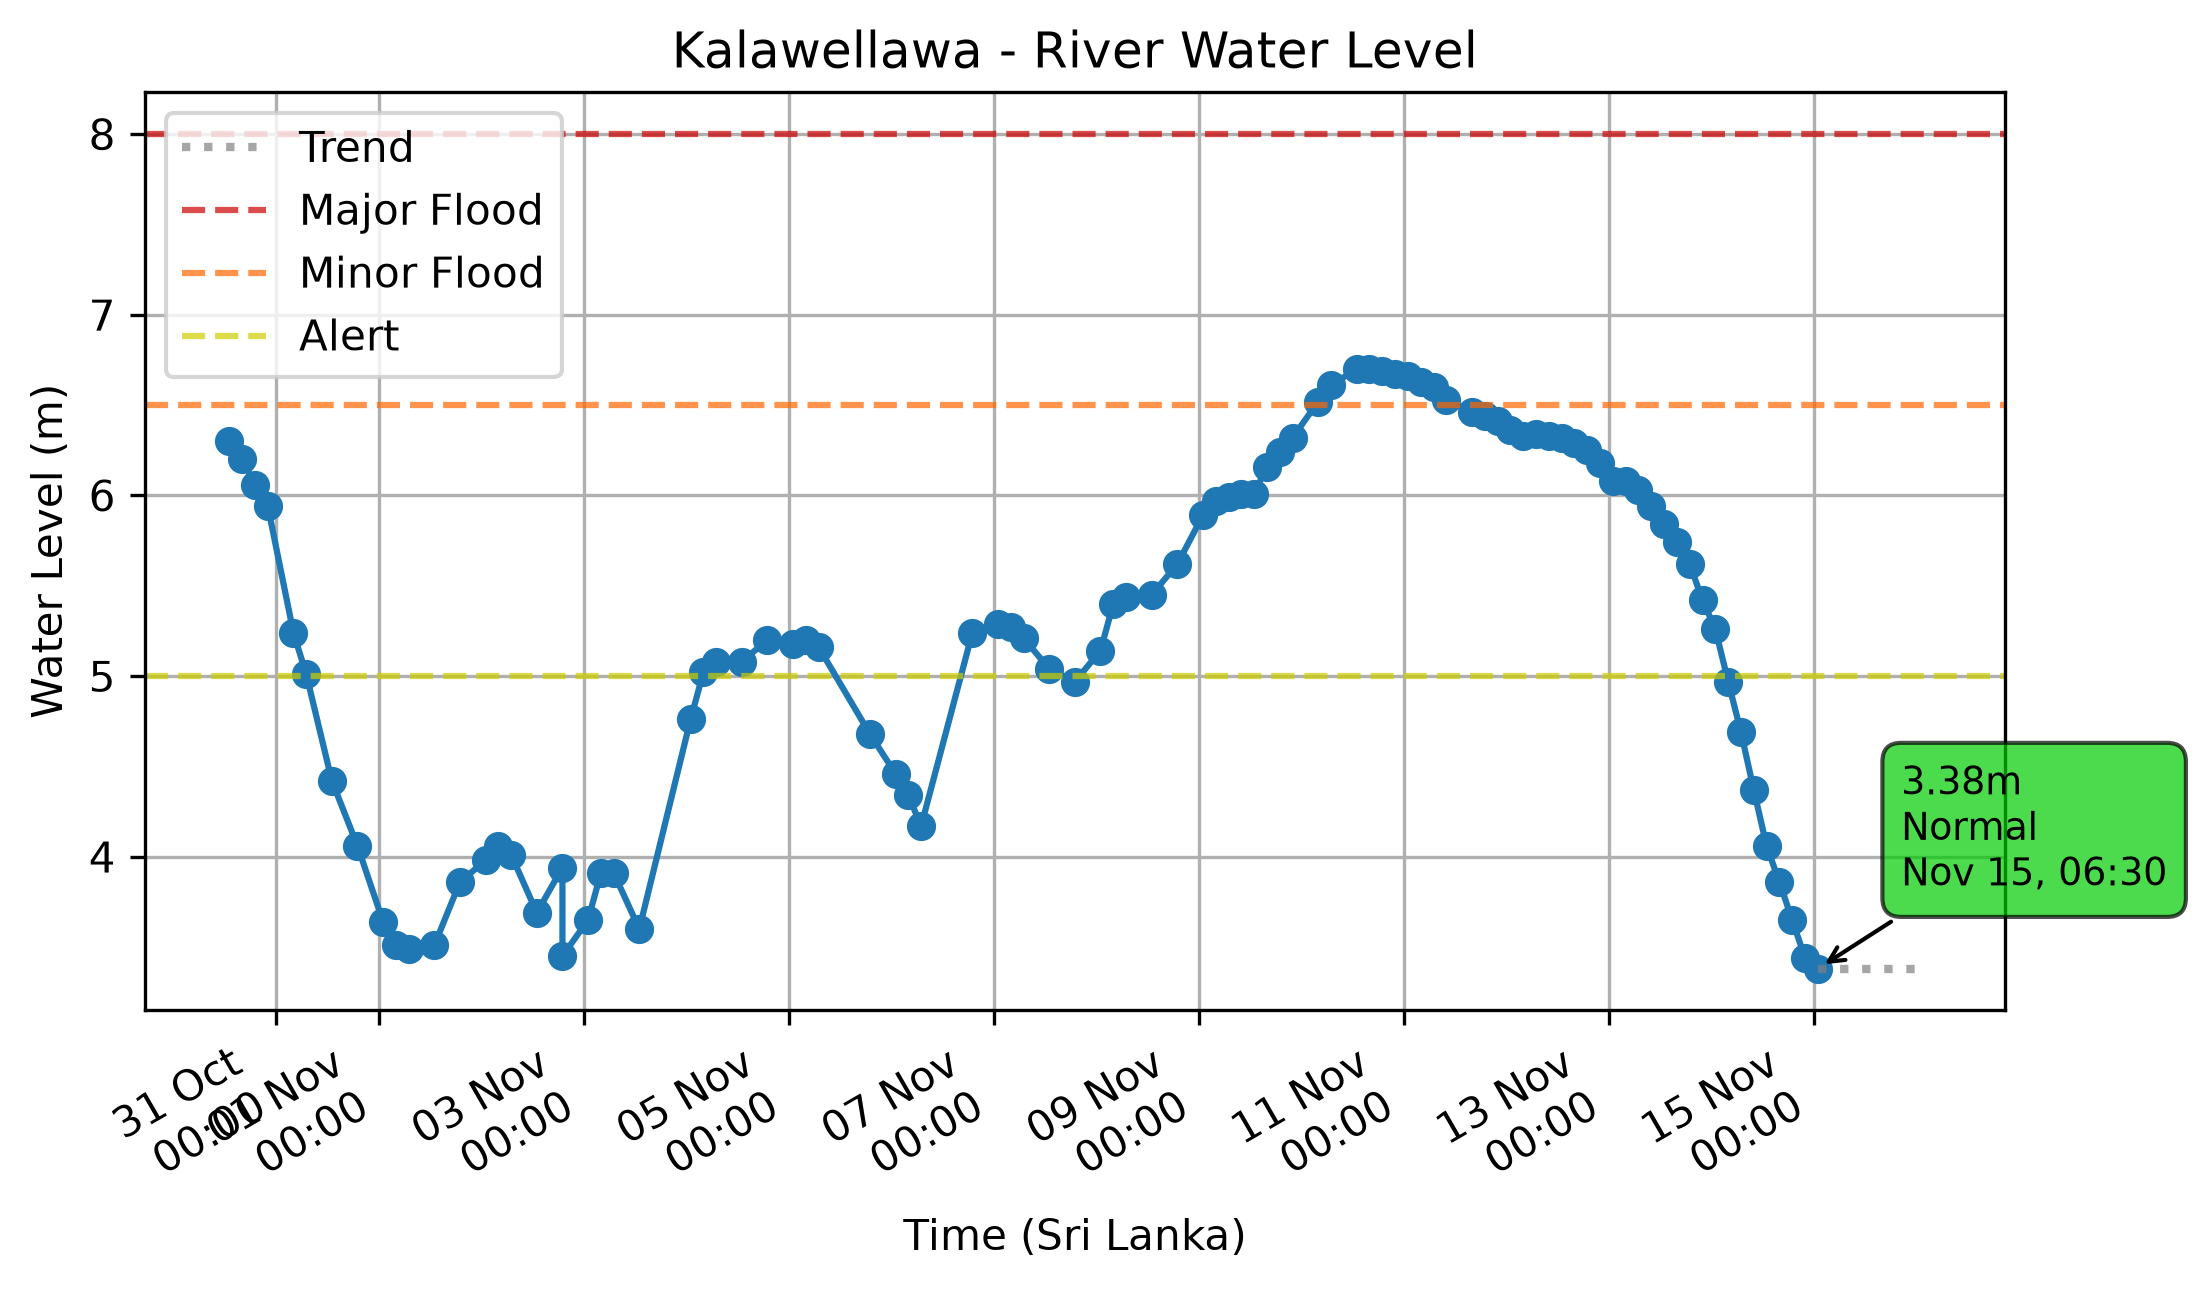 Kalawellawa - River Water Level
Trend
Major Flood
Minor Flood
Alert
8
7
6
5
4
Water Level (m)
3.38m
Normal
Nov 15, 06:30
31 Oct
00:00
01 Nov
00:00
03 Nov
00:00
05 Nov
00:00
07 Nov
00:00
09 Nov
00:00
11 Nov
00:00
13 Nov
00:00
15 Nov
00:00
Time (Sri Lanka)